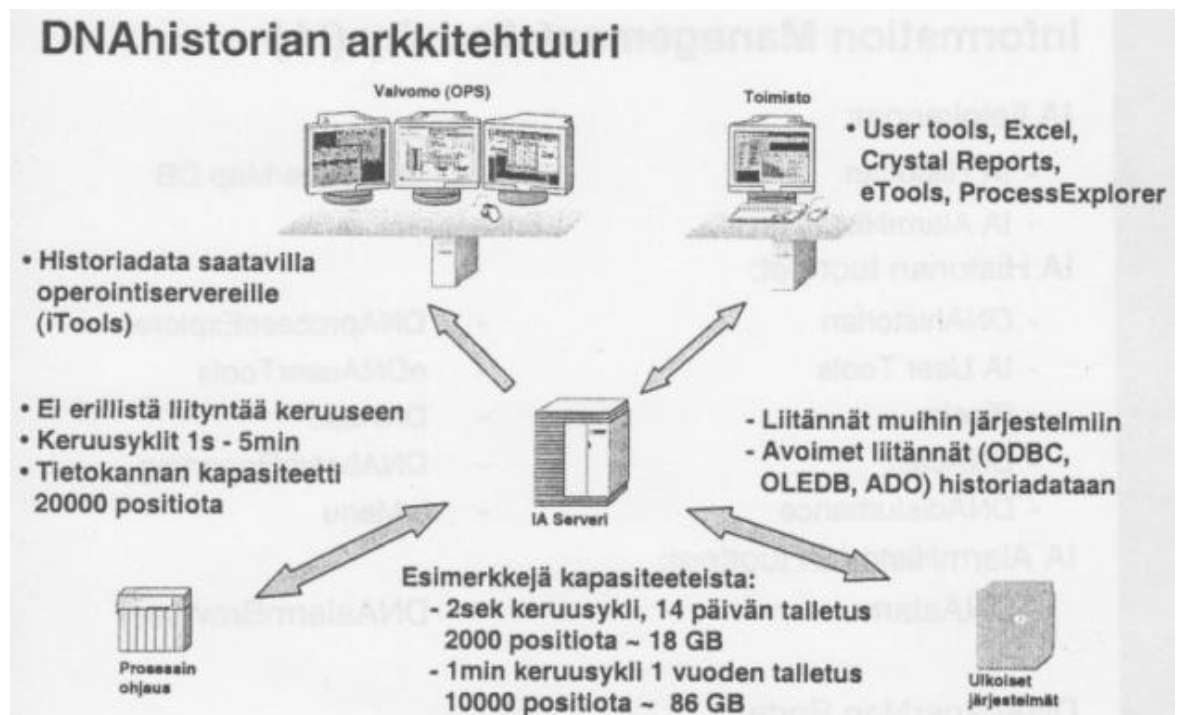 DNAhistorian arkkitehtuuri
Valvomo (OPS)
Toimisto
• User tools, Excel,
Crystal Reports,
eTools, ProcessExplorer
• Historiadata saatavilla
operointiservereille
(iTools)
• Ei erillistä liityntää keruuseen
• Keruusyklit 1s - 5min
• Tietokannan kapasiteetti
20000 positiota
IA Serveri
- Liitännät muihin järjestelmiin
- Avoimet liitännät (ODBC,
OLEDB, ADO) historiadataan
Prosessin
ohjaus
Esimerkkejä kapasiteeteista:
- 2sek keruusykli, 14 päivän talletus
2000 positiota ~ 18 GB
- 1min keruusykli 1 vuoden talletus
10000 positiota ~ 86 GB
Ulkoiset
järjestelmät